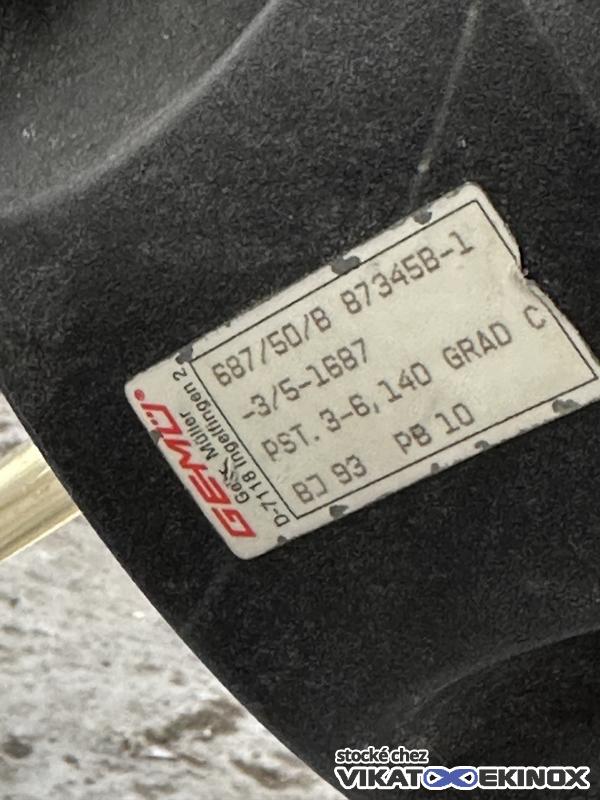 GEMÜ®
Gebr. Müller
D-7118 Ingelfingen 2
687/50/B 87345B-1
-3/5-1687
PST. 3-6,140 GRAD C
BJ 93 PB 10
stocké chez
VIKATOO EKINOX